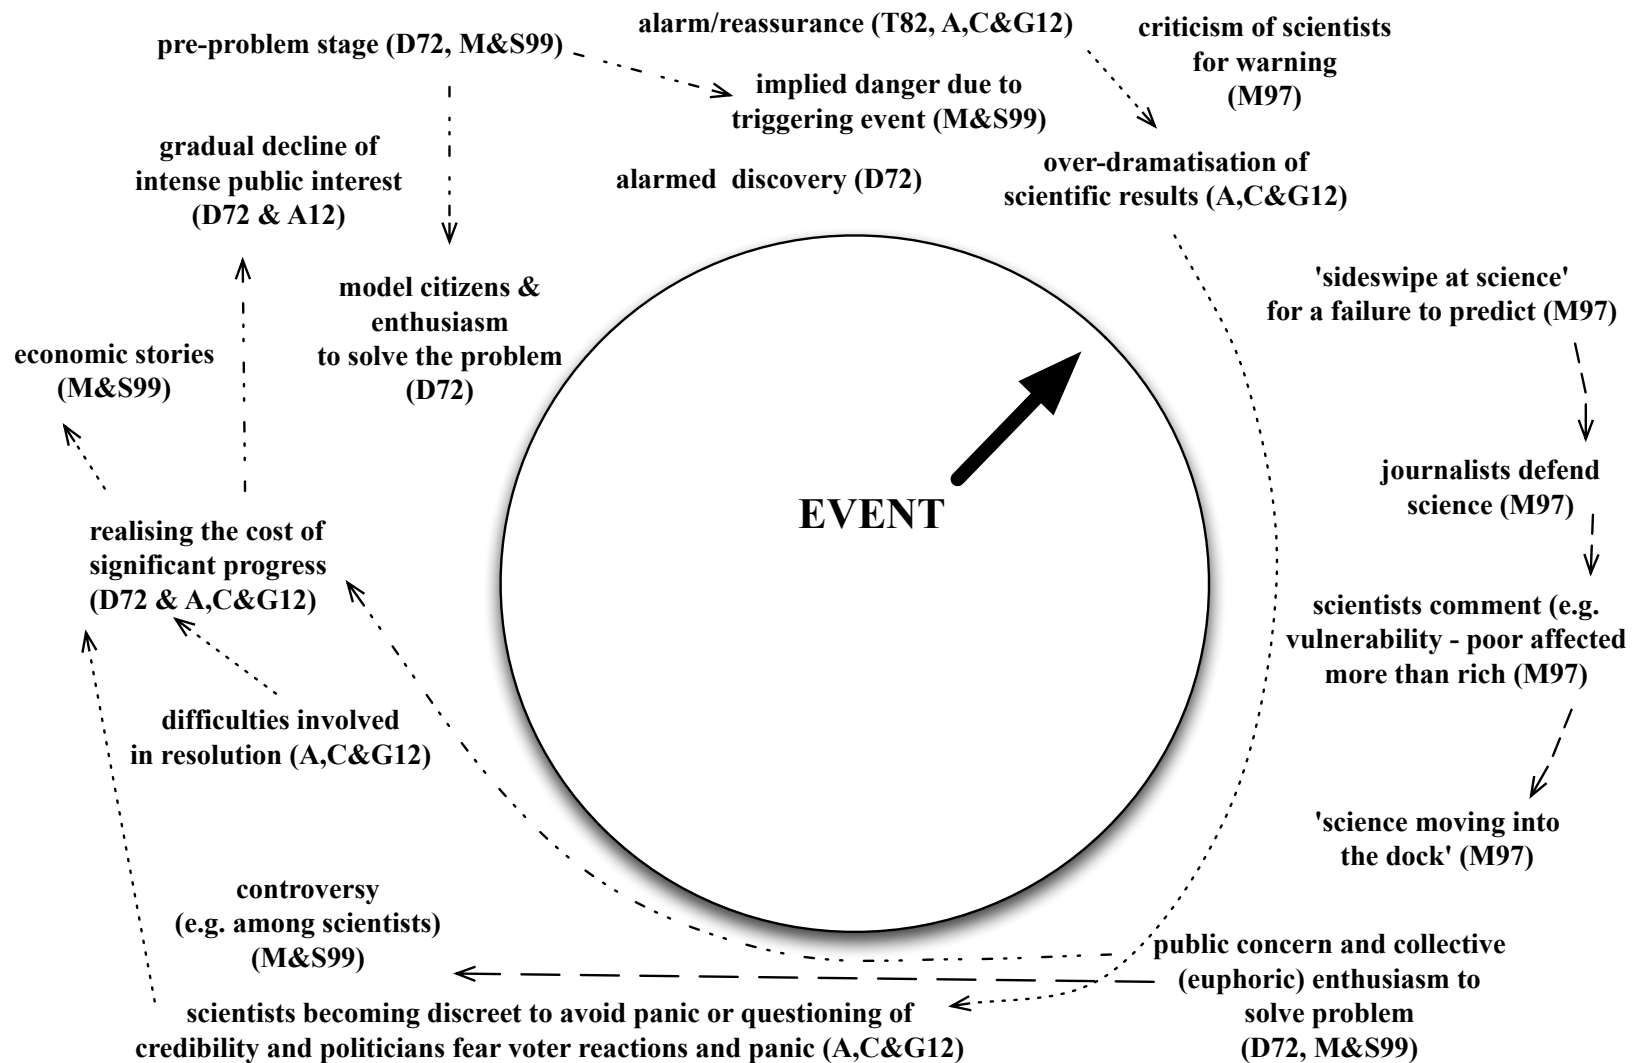 pre-problem stage (D72, M&S99)
alarm/reassurance (T82, A,C&G12)
criticism of scientists
for warning
(M97)
implied danger due to
triggering event (M&S99)
gradual decline of
intense public interest
(D72 & A12)
alarmed discovery (D72)
over-dramatisation of
scientific results (A,C&G12)
model citizens &
enthusiasm
to solve the problem
(D72)
'sideswipe at science'
for a failure to predict (M97)
economic stories
(M&S99)
EVENT
journalists defend
science (M97)
realising the cost of
significant progress
(D72 & A,C&G12)
scientists comment (e.g.
vulnerability - poor affected
more than rich (M97)
difficulties involved
in resolution (A,C&G12)
'science moving into
the dock' (M97)
controversy
(e.g. among scientists)
(M&S99)
public concern and collective
(euphoric) enthusiasm to
solve problem
(D72, M&S99)
scientists becoming discreet to avoid panic or questioning of
credibility and politicians fear voter reactions and panic (A,C&G12)